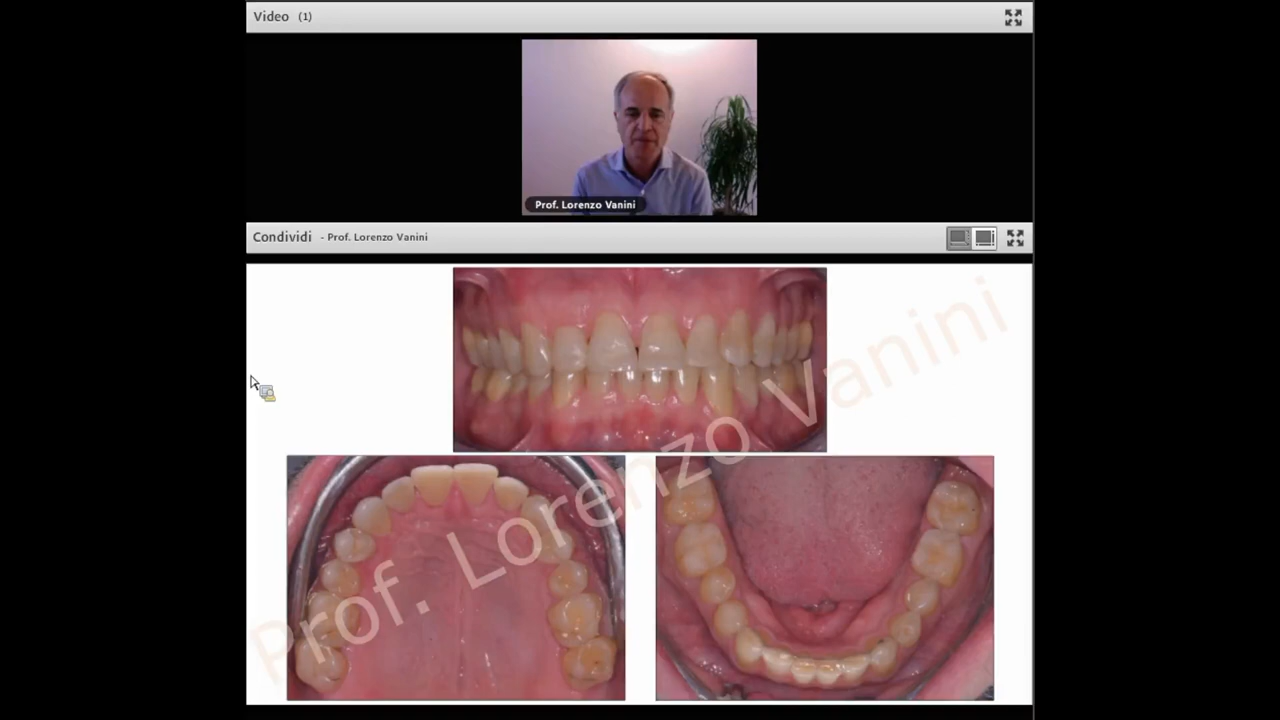 Video (1)
Prof. Lorenzo Vanini
Condividi - Prof. Lorenzo Vanini
Prof. Lorenzo Vanini